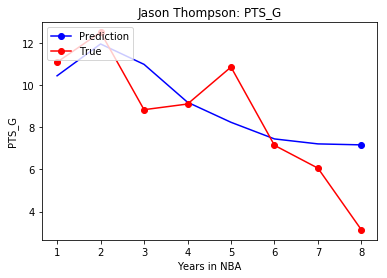 Jason Thompson: PTS_G
Prediction
True
12
10
8
6
4
PTS_G
1 2 3 4 5 6 7 8
Years in NBA